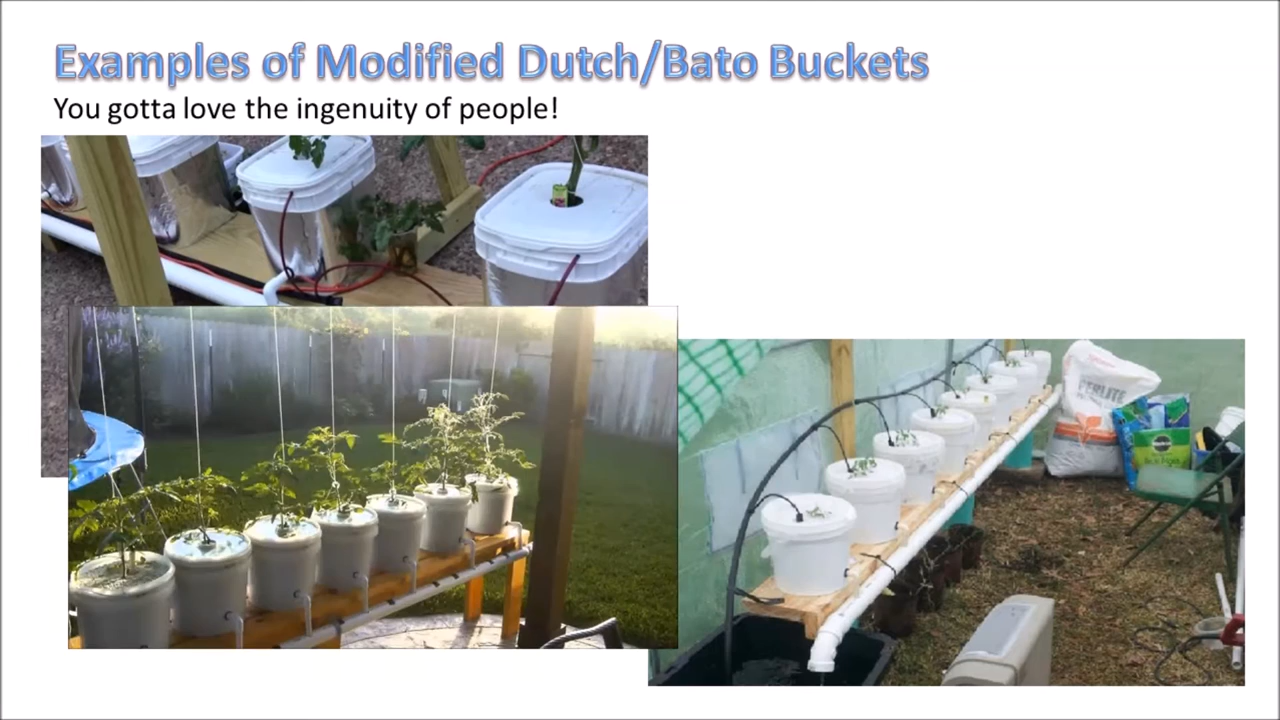 Examples of Modified Dutch/Bato Buckets
You gotta love the ingenuity of people!
PERLITE